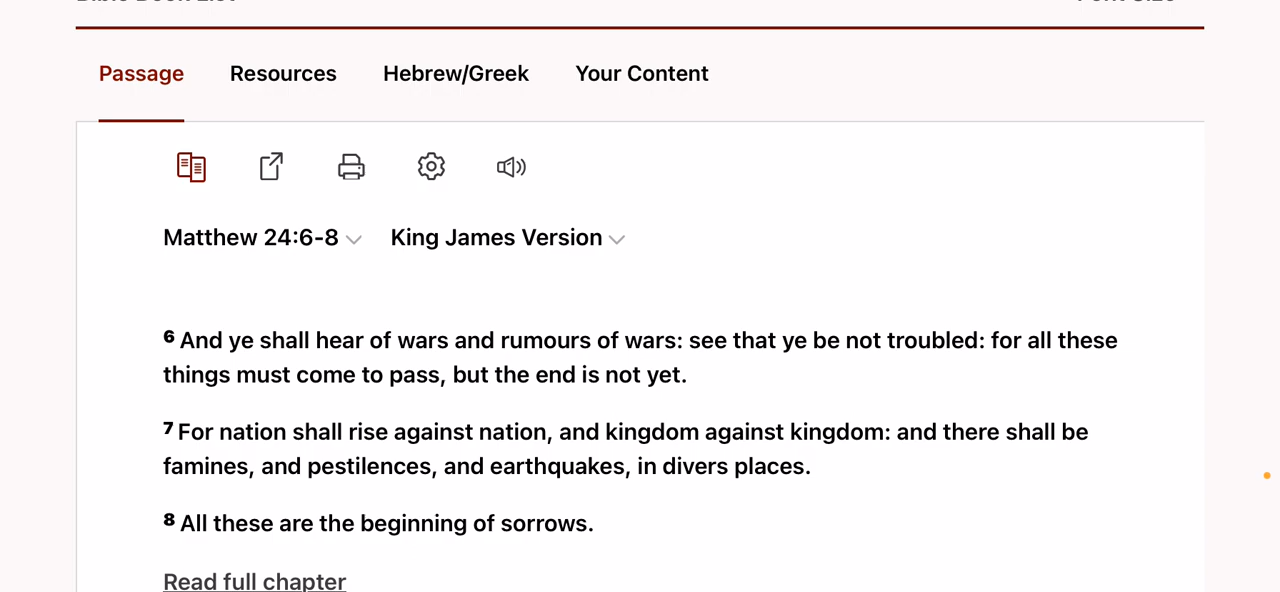 Passage Resources Hebrew/Greek Your Content
Matthew 24:6-8 King James Version
6 And ye shall hear of wars and rumours of wars: see that ye be not troubled: for all these
things must come to pass, but the end is not yet.
7 For nation shall rise against nation, and kingdom against kingdom: and there shall be
famines, and pestilences, and earthquakes, in divers places.
8 All these are the beginning of sorrows.
Read full chapter